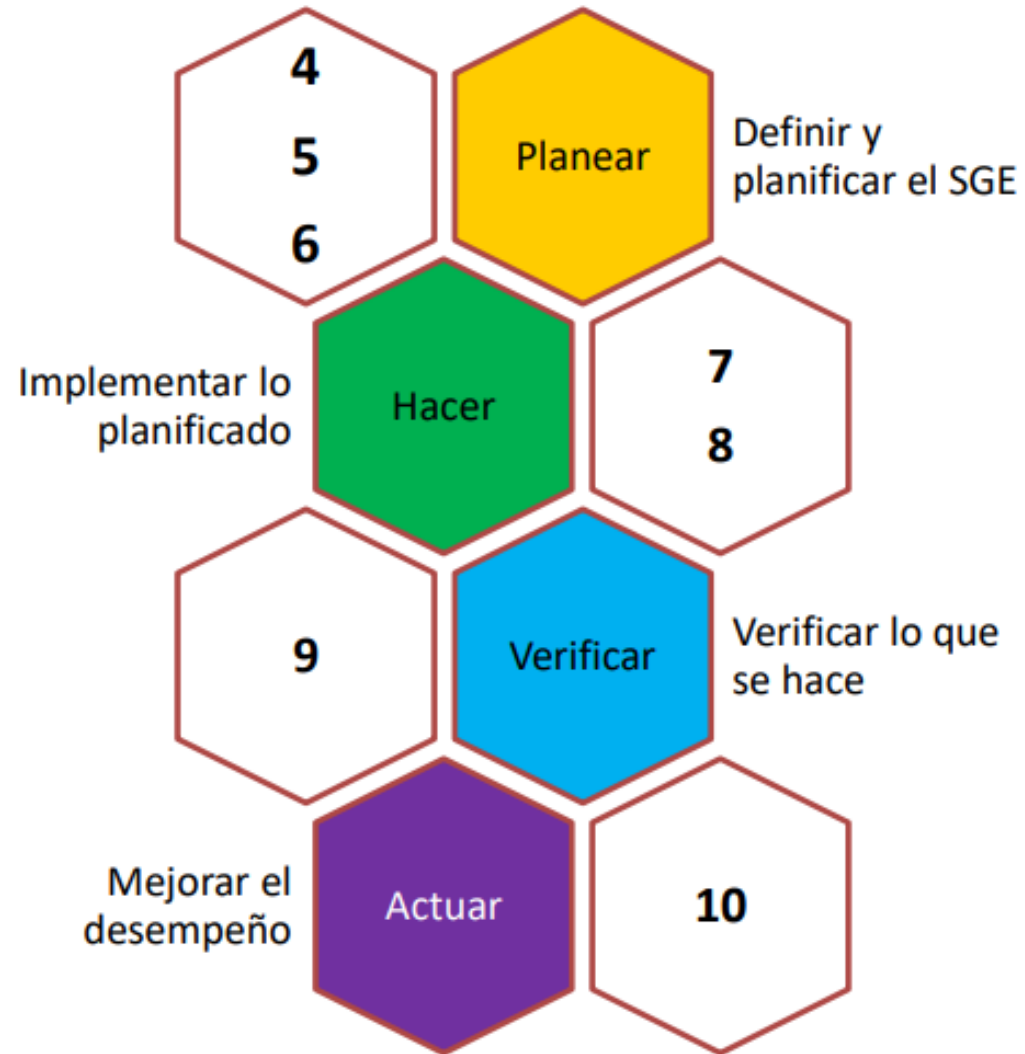 4
5
6
Planear
Definir y
planificar el SGE
Implementar lo
planificado
Hacer
7
8
9
Verificar
Verificar lo que
se hace
Mejorar el
desempeño
Actuar
10